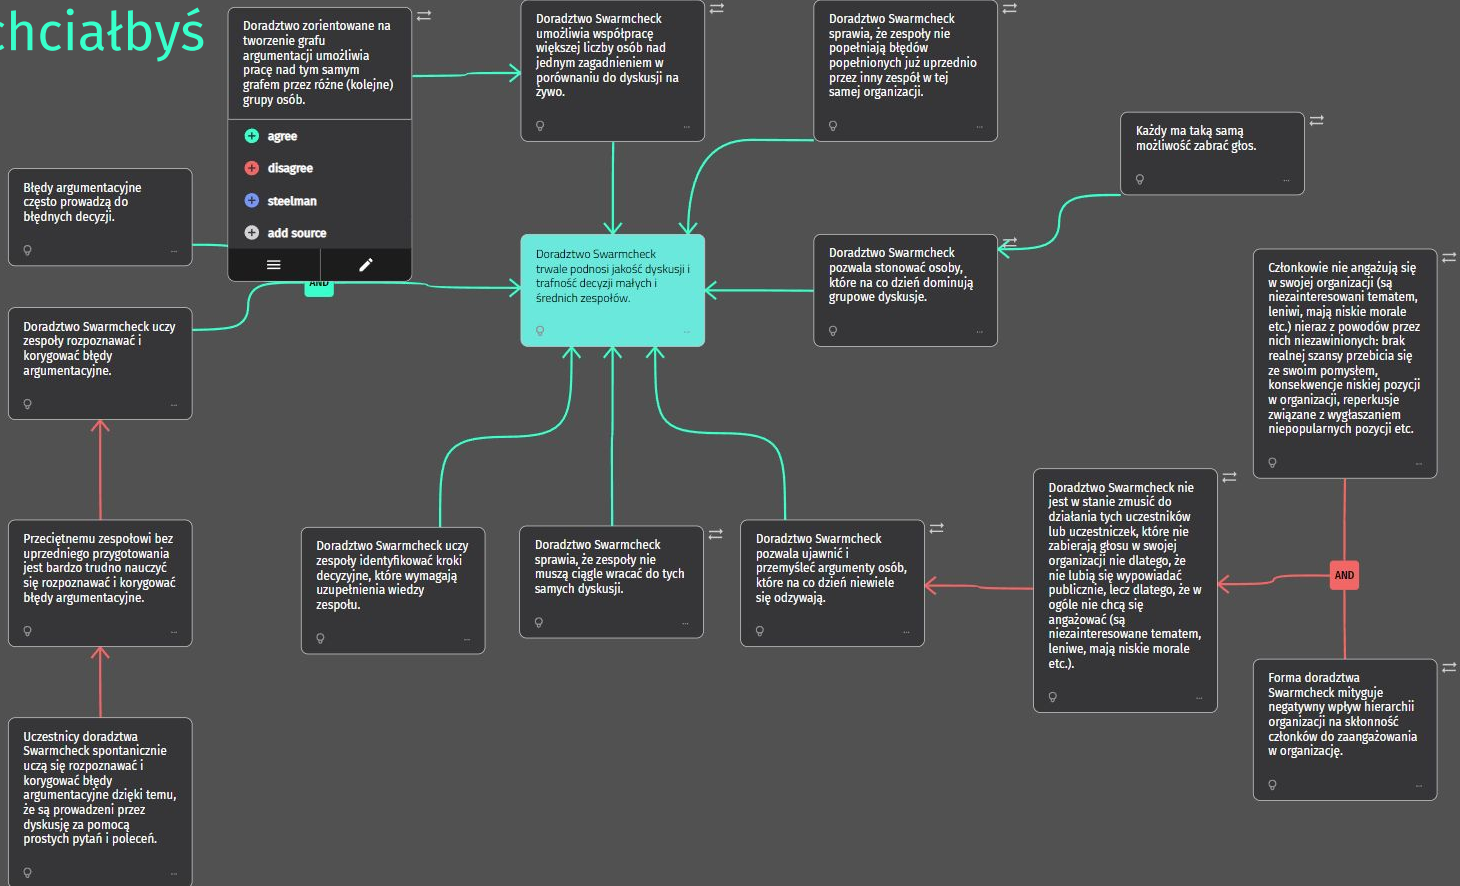 chciałbyś
Doradztwo zorientowane na
tworzenie grafu
argumentacji umożliwia
pracę nad tym samym
grafem przez różne (kolejne)
grupy osób.
agree
disagree
steelman
add source
Doradztwo Swarmcheck
umożliwia współpracę
większej liczby osób nad
jednym zagadnieniem w
porównaniu do dyskusji na
żywo.
Doradztwo Swarmcheck
sprawia, że zespoły nie
popełniają błędów
popełnionych już uprzednio
przez inny zespół w tej
samej organizacji.
Każdy ma taką samą
możliwość zabrać głos.
Błędy argumentacyjne
często prowadzą do
błędnych decyzji.
AND
Doradztwo Swarmcheck
trwale podnosi jakość dyskusji i
trafność decyzji małych i
średnich zespołów.
Doradztwo Swarmcheck
pozwala stonować osoby,
które na co dzień dominują
grupowe dyskusje.
Członkowie nie angażują się
w swojej organizacji (są
niezainteresowani tematem,
leniwi, mają niskie morale
etc.) nieraz z powodów przez
nich niezawinionych: brak
realnej szansy przebicia się
ze swoim pomysłem,
konsekwencje niskiej pozycji
w organizacji, reperkusje
związane z wygłaszaniem
niepopularnych pozycji etc.
Doradztwo Swarmcheck uczy
zespoły rozpoznawać i
korygować błędy
argumentacyjne.
Przeciętnemu zespołowi bez
uprzedniego przygotowania
jest bardzo trudno nauczyć
się rozpoznawać i korygować
błędy argumentacyjne.
Doradztwo Swarmcheck uczy
zespoły identyfikować kroki
decyzyjne, które wymagają
uzupełnienia wiedzy
zespołu.
Doradztwo Swarmcheck
sprawia, że zespoły nie
muszą ciągle wracać do tych
samych dyskusji.
Doradztwo Swarmcheck
pozwala ujawnić i
przemyśleć argumenty osób,
które na co dzień niewiele
się odzywają.
Doradztwo Swarmcheck nie
jest w stanie zmusić do
działania tych uczestników
lub uczestniczek, które nie
zabierają głosu w swojej
organizacji nie dlatego, że
nie lubią się wypowiadać
publicznie, lecz dlatego, że w
ogóle nie chcą się
angażować (są
niezainteresowane tematem,
leniwe, mają niskie morale
etc.).
AND
Forma doradztwa
Swarmcheck mityguje
negatywny wpływ hierarchii
organizacji na skłonność
członków do zaangażowania
w organizację.
Uczestnicy doradztwa
Swarmcheck spontanicznie
uczą się rozpoznawać i
korygować błędy
argumentacyjne dzięki temu,
że są prowadzeni przez
dyskusję za pomocą
prostych pytań i poleceń.